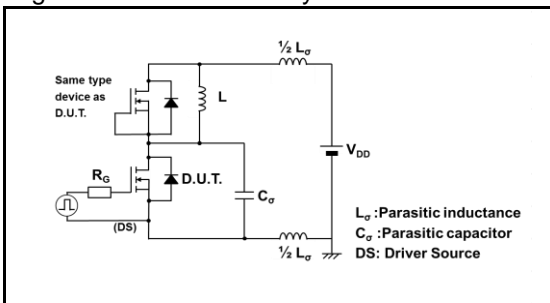 ½ Lσ
Same type
device as
D.U.T.
L
VDD
RG
D.U.T.
Cσ
(DS)
½ Lσ
Lσ :Parasitic inductance
Cσ :Parasitic capacitor
DS: Driver Source